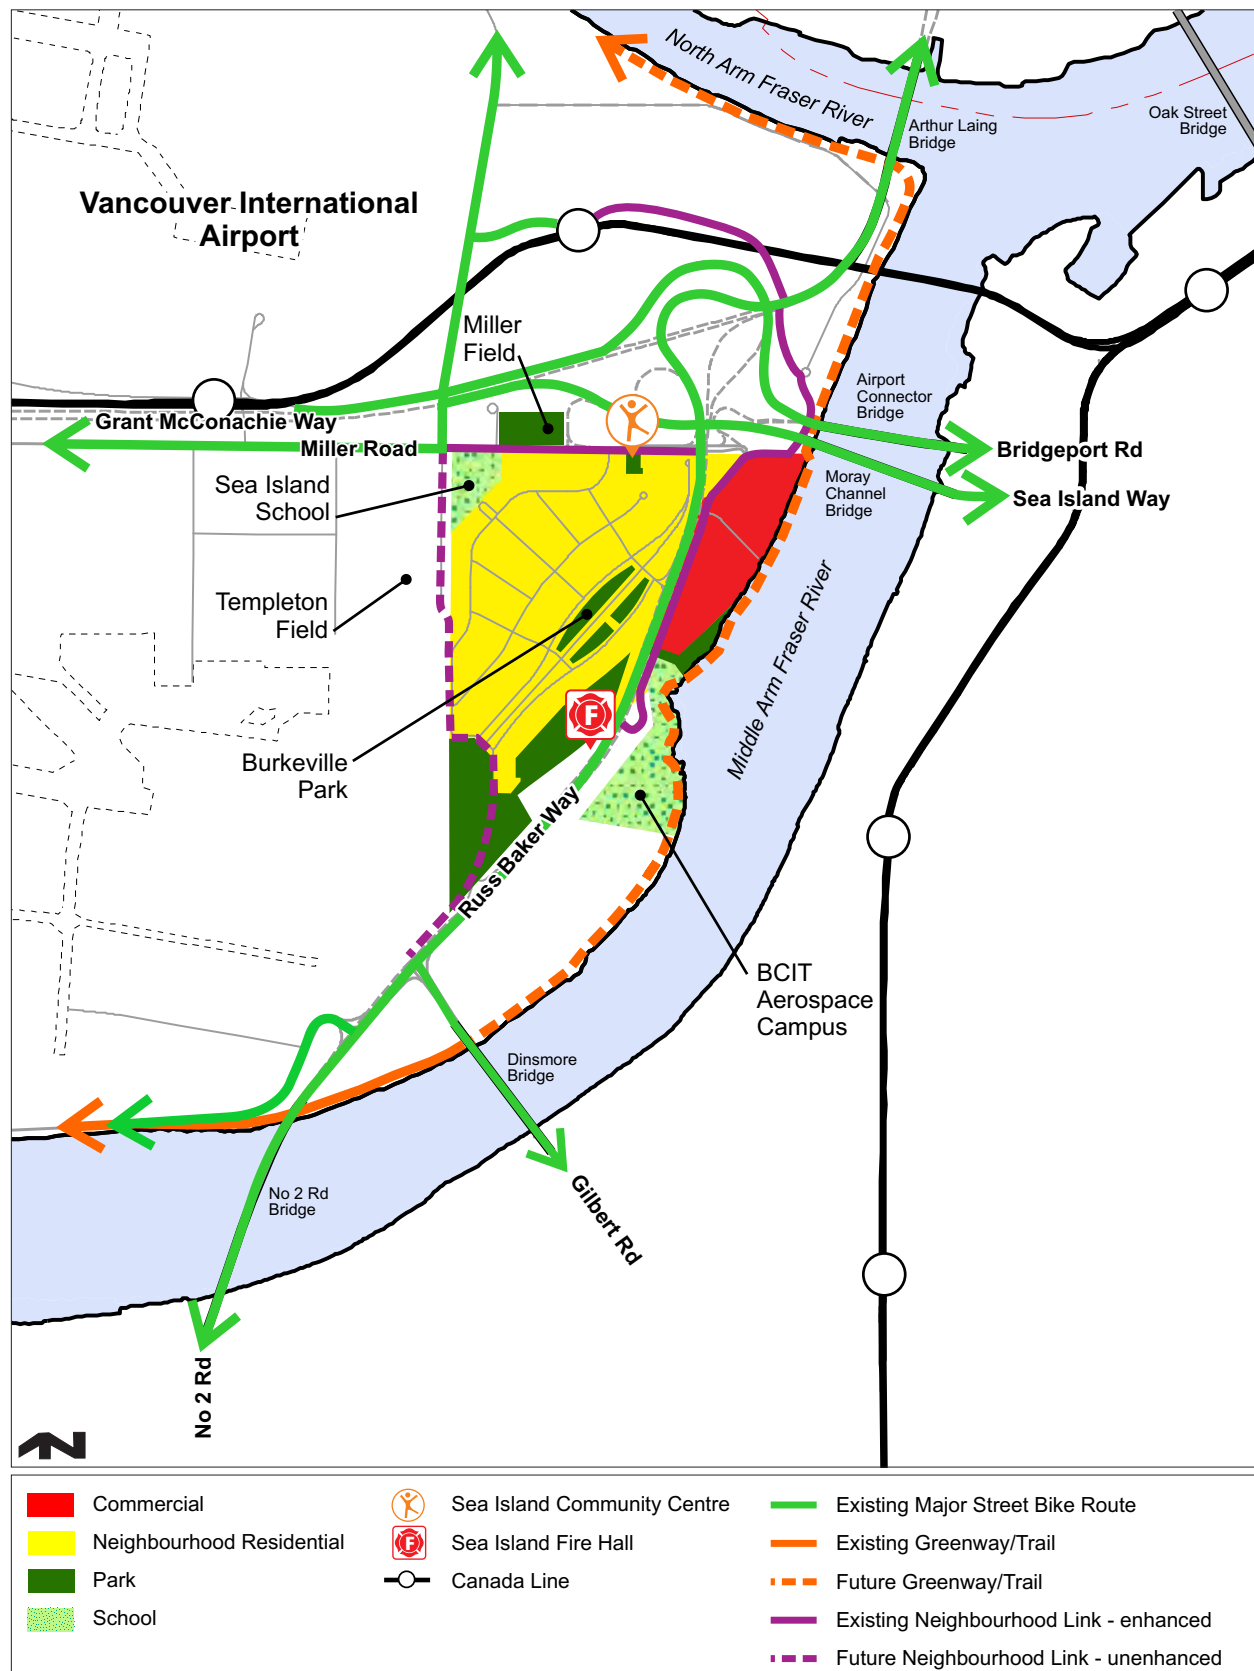 North Arm Fraser River
Arthur Laing
Bridge
Oak Street
Bridge
Vancouver International
Airport
Miller
Field
Airport
Connector
Bridge
Grant McConachie Way
Miller Road
Bridgeport Rd
Sea Island
School
Moray
Channel
Bridge
Sea Island Way
Templeton
Field
Middle Arm Fraser River
F
Burkeville
Park
Russ Baker Way
BCIT
Aerospace
Campus
Dinsmore
Bridge
No 2 Rd
Bridge
Gilbert Rd
No 2 Rd
N
Commercial
Neighbourhood Residential
Park
School
Sea Island Community Centre
F
Sea Island Fire Hall
Canada Line
Existing Major Street Bike Route
Existing Greenway/Trail
Future Greenway/Trail
Existing Neighbourhood Link - enhanced
Future Neighbourhood Link - unenhanced